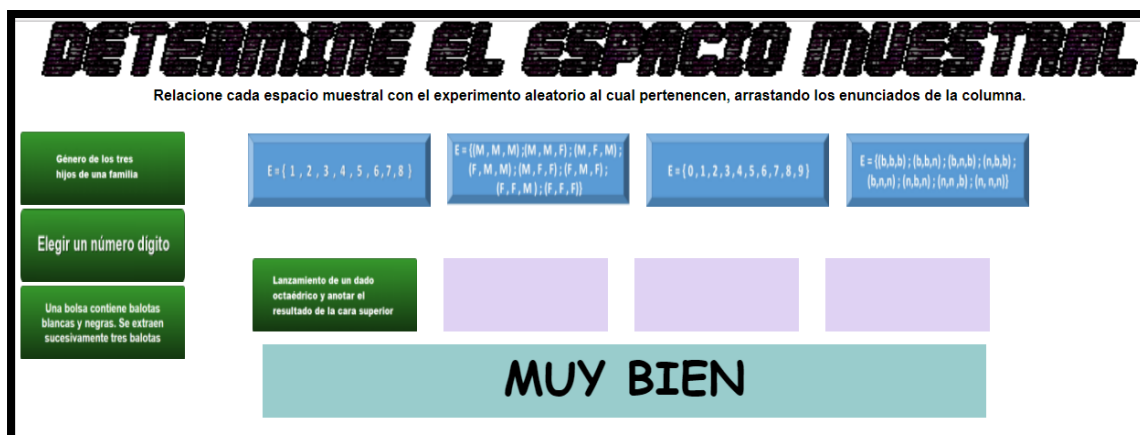 DETERMINE EL ESPACIO MUESTRAL
Relacione cada espacio muestral con el experimento aleatorio al cual pertenencen, arrastando los enunciados de la columna.
Género de los tres
hijos de una familia
Elegir un número dígito
Una bolsa contiene balotas
blancas y negras. Se extraen
sucesivamente tres balotas
E={ 1 , 2 , 3 , 4 , 5 , 6,7,8 }
E = {(M , M , M) ;(M , M , F) ; (M , F , M) ;
(F , M , M) ;(M , F , F) ; (F , M , F) ;
(F , F , M ) ; (F , F , F)}
E={0,1,2,3,4,5,6,7,8,9}
E = {(b,b,b) ; (b,b,n) ; (b,n,b) ; (n,b,b) ;
(b,n,n) ; (n,b,n) ; (n,n ,b) ; (n, n,n)}
Lanzamiento de un dado
octaédrico y anotar el
resultado de la cara superior
MUY BIEN